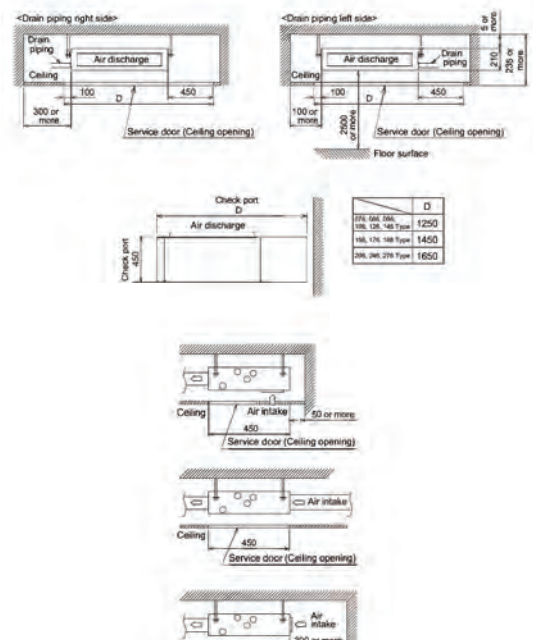 <Drain piping right side>
Drain
piping
Air discharge
Ceiling
100
450
D
300 or
more
Service door (Ceiling opening)
<Drain piping left side>
5 or
more
Air discharge
Drain
piping
210
235 or
more
Ceiling
100
450
D
100 or
more
2500
or more
Service door (Ceiling opening)
Floor surface
Check port
D
Air discharge
Check port
450
D
1250
1450
1650
Ceiling
Air intake
50 or more
450
Service door (Ceiling opening)
Air intake
Ceiling
450
Service door (Ceiling opening)
Air
intake
300 or more